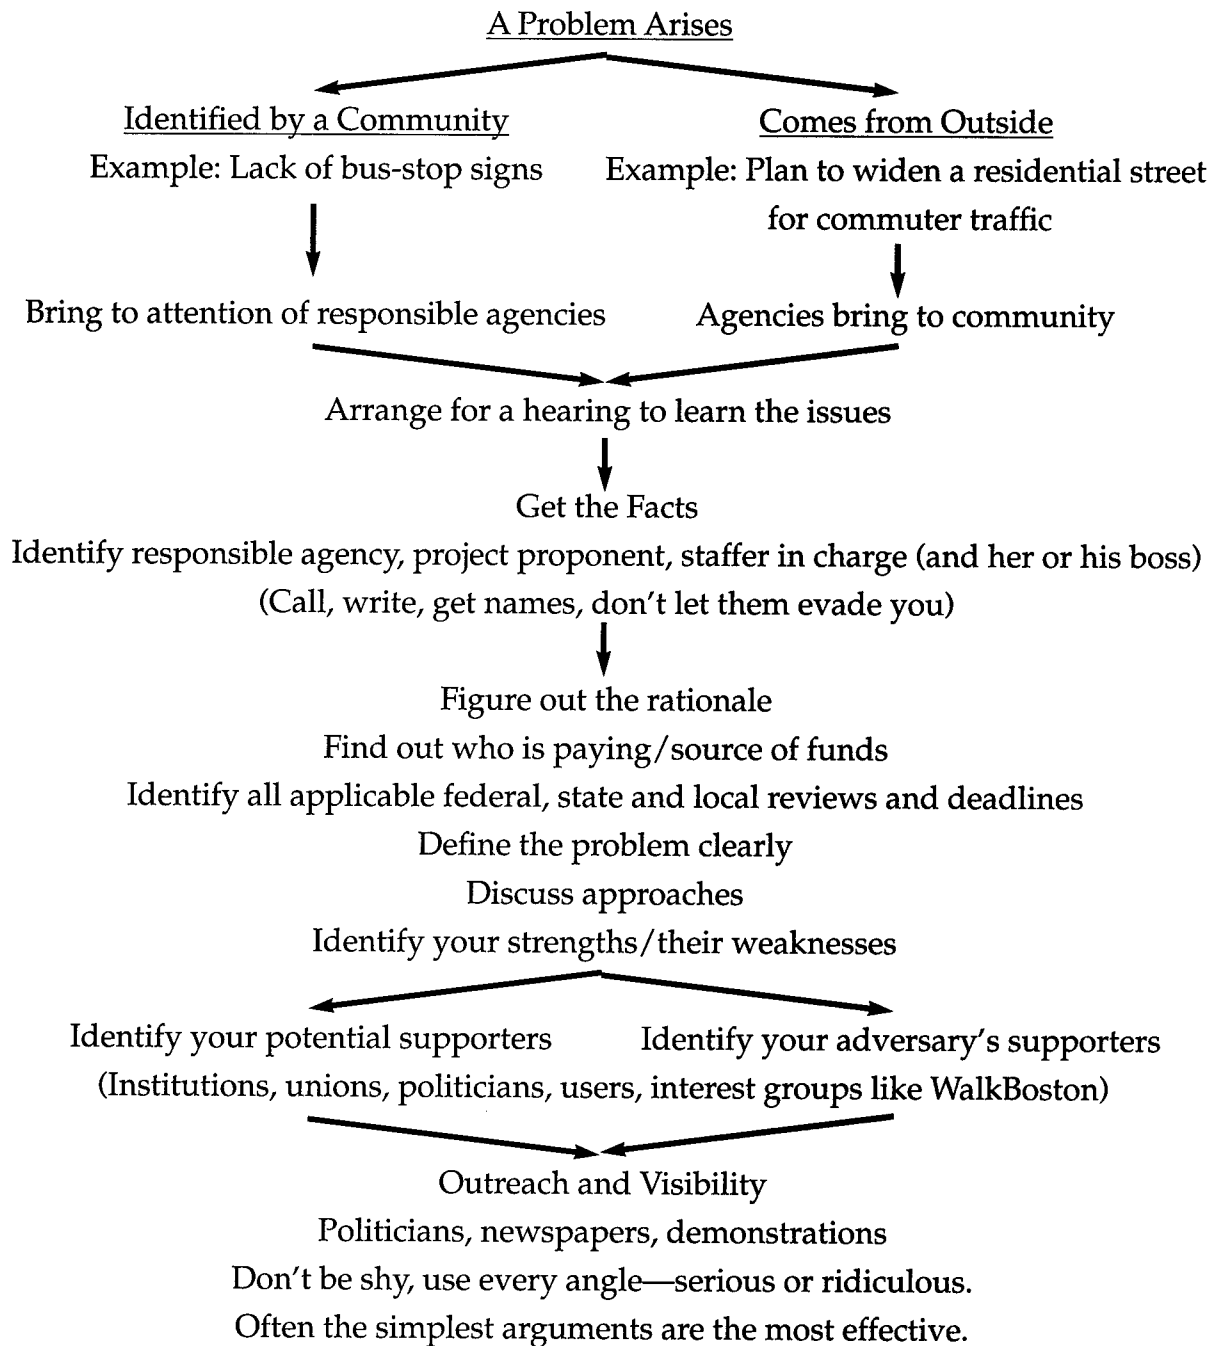 A Problem Arises
Identified by a Community
Example: Lack of bus-stop signs
Comes from Outside
Example: Plan to widen a residential street
for commuter traffic
Bring to attention of responsible agencies
Agencies bring to community
Arrange for a hearing to learn the issues
Get the Facts
Identify responsible agency, project proponent, staffer in charge (and her or his boss)
(Call, write, get names, don't let them evade you)
Figure out the rationale
Find out who is paying/source of funds
Identify all applicable federal, state and local reviews and deadlines
Define the problem clearly
Discuss approaches
Identify your strengths/their weaknesses
Identify your potential supporters
Identify your adversary's supporters
(Institutions, unions, politicians, users, interest groups like WalkBoston)
Outreach and Visibility
Politicians, newspapers, demonstrations
Don't be shy, use every angle—serious or ridiculous.
Often the simplest arguments are the most effective.